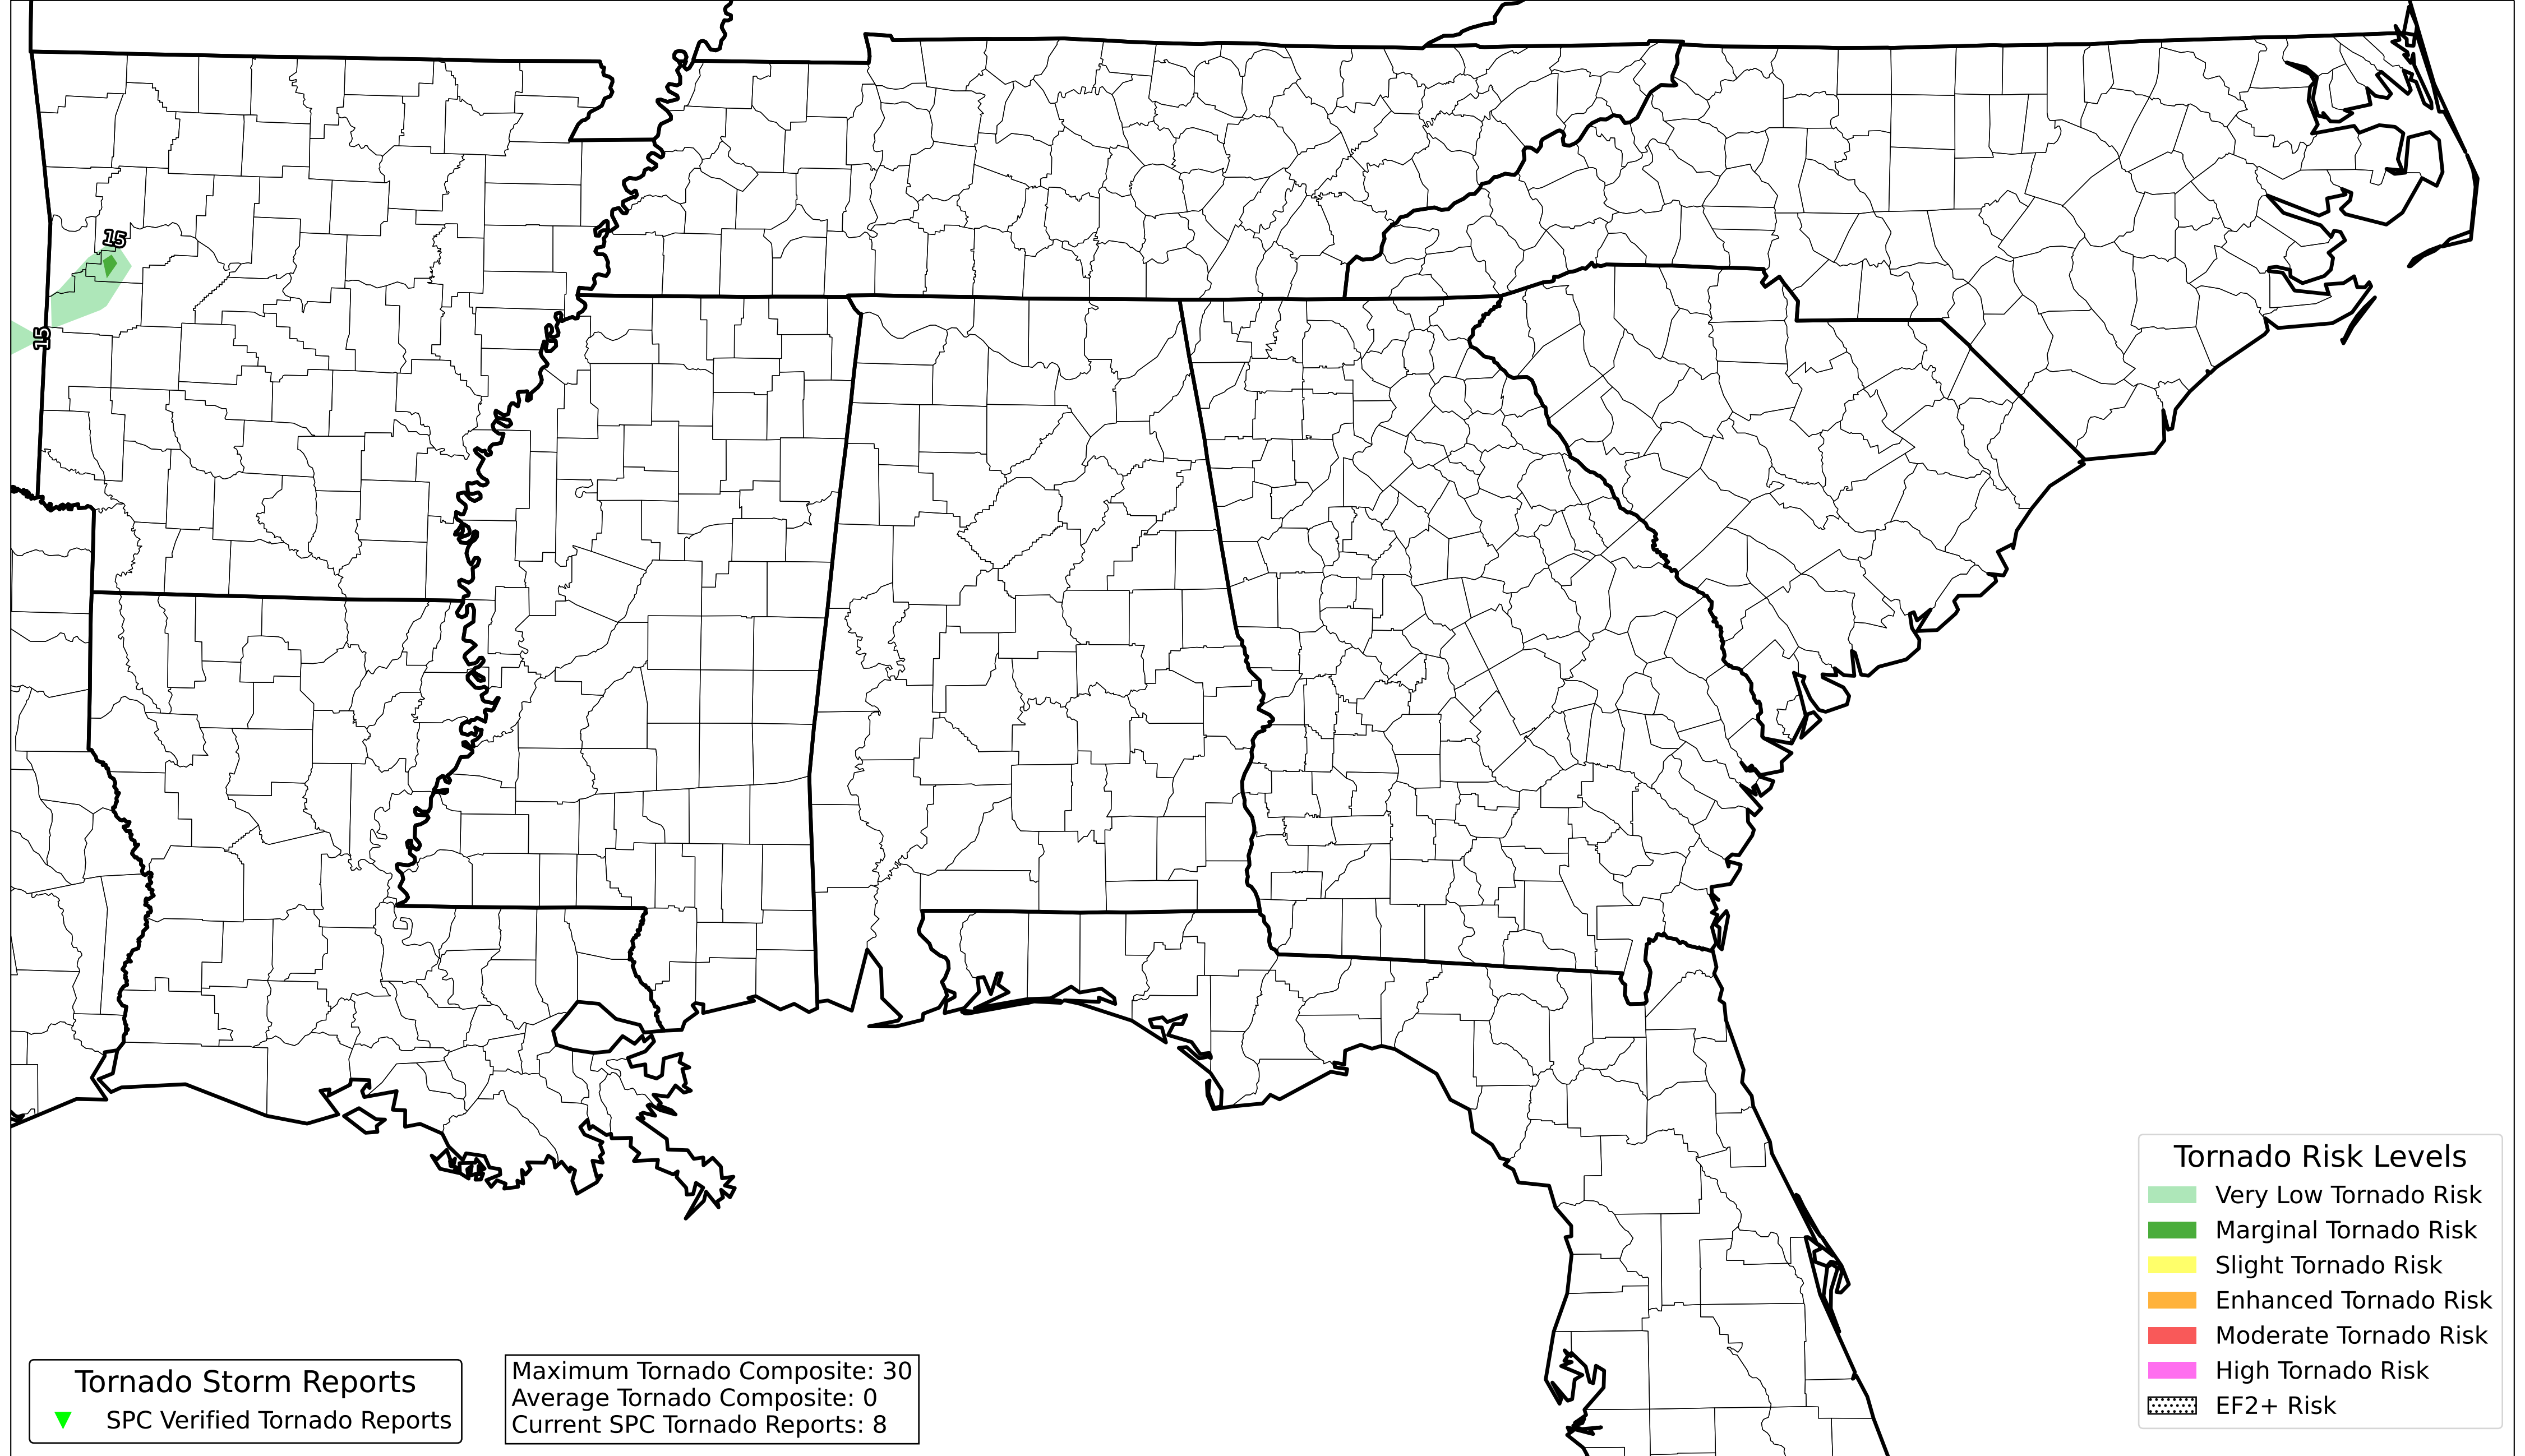 15
15
Tornado Risk Levels
Very Low Tornado Risk
Marginal Tornado Risk
Slight Tornado Risk
Enhanced Tornado Risk
Moderate Tornado Risk
High Tornado Risk
EF2+ Risk
Tornado Storm Reports
SPC Verified Tornado Reports
Maximum Tornado Composite: 30
Average Tornado Composite: 0
Current SPC Tornado Reports: 8